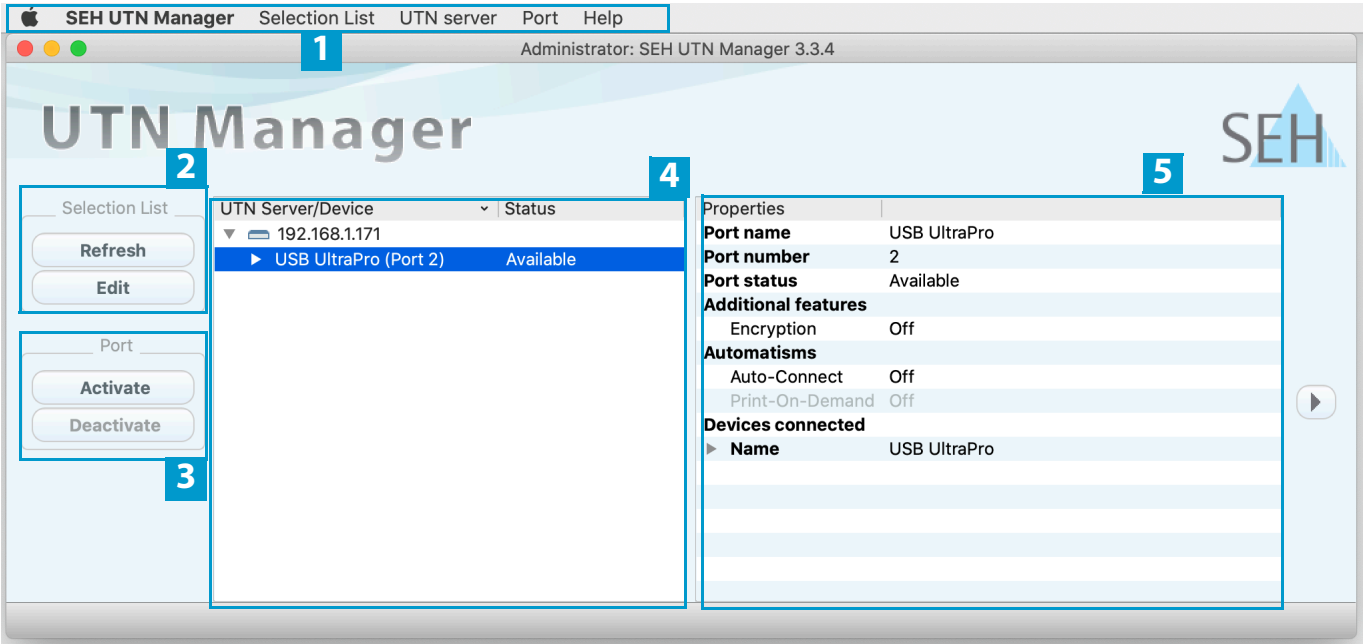 SEH UTN Manager Selection List UTN server Port Help
1
Administrator: SEH UTN Manager 3.3.4
UTN Manager
SEH
2
Selection List
Refresh
Edit
Port
Activate
Deactivate
3
4
UTN Server/Device Status
192.168.1.171
USB UltraPro (Port 2) Available
5
Properties
Port name USB UltraPro
Port number 2
Port status Available
Additional features
Encryption Off
Automatisms
Auto-Connect Off
Print-On-Demand Off
Devices connected
Name USB UltraPro